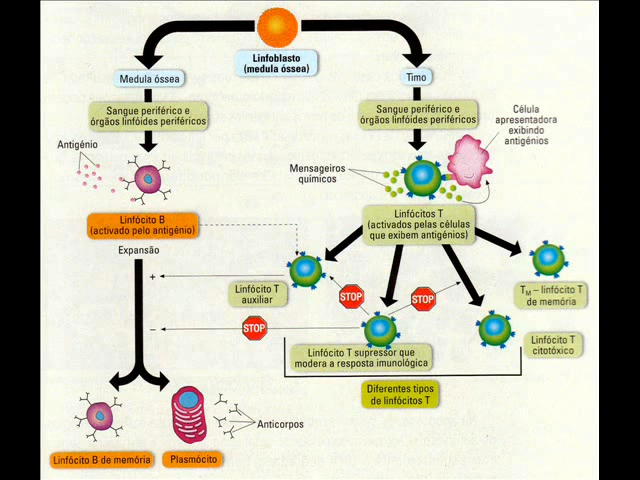 Linfoblasto
(medula óssea)
Medula óssea
Timo
Sangue periférico e
órgãos linfóides periféricos
Sangue periférico e
órgãos linfóides periféricos
Célula
apresentadora
exibindo
antigénios
Antigénio
Mensageiros
químicos
Linfócito B
(activado pelo antigénio)
Linfócitos T
(activados pelas células
que exibem antigénios)
Expansão
+
Linfócito T
auxiliar
STOP
STOP
TM – linfócito T
de memória
–
STOP
Linfócito T supressor que
modera a resposta imunológica
Linfócito T
citotóxico
Diferentes tipos
de linfócitos T
Anticorpos
Linfócito B de memória
Plasmócito